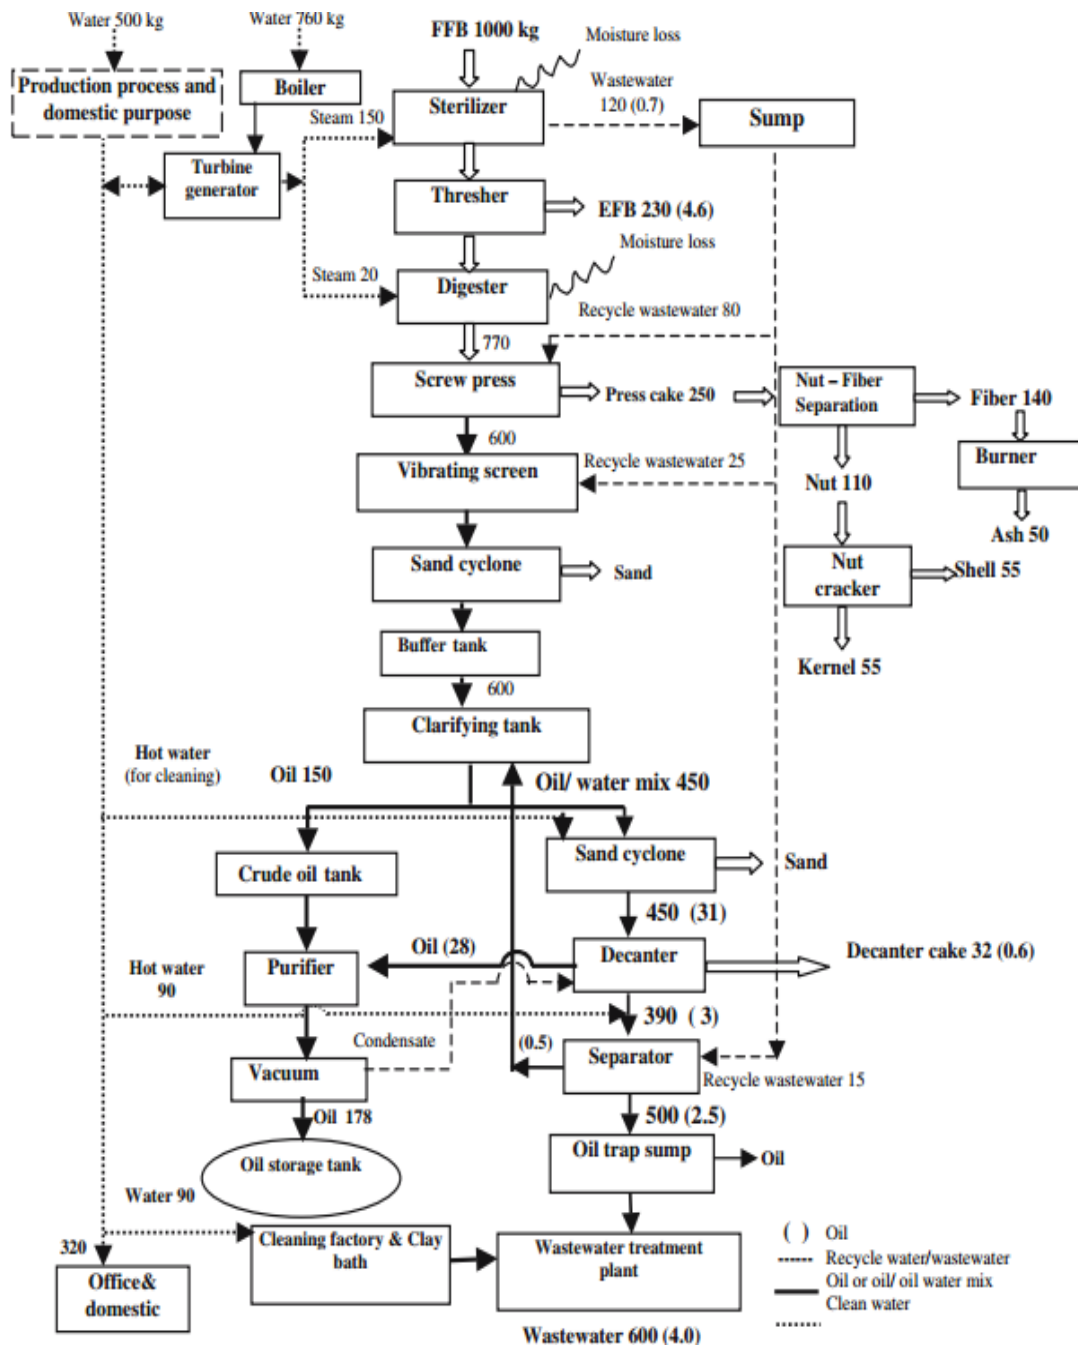 Water 500 kg
Water 760 kg
FFB 1000 kg
Moisture loss
Production process and
domestic purpose
Boiler
Steam 150
Sterilizer
Wastewater
120 (0.7)
Sump
Turbine
generator
Thresher
EFB 230 (4.6)
Moisture loss
Steam 20
Digester
Recycle wastewater 80
770
Screw press
Press cake 250
Nut – Fiber
Separation
Fiber 140
600
Vibrating screen
Recycle wastewater 25
Nut 110
Burner
Ash 50
Sand cyclone
Sand
Nut
cracker
Shell 55
Buffer tank
Kernel 55
600
Clarifying tank
Hot water
(for cleaning)
Oil 150
Oil/ water mix 450
Crude oil tank
Sand cyclone
Sand
450 (31)
Oil (28)
Decanter
Decanter cake 32 (0.6)
Hot water
90
Purifier
390 ( 3)
Condensate
(0.5)
Separator
Recycle wastewater 15
Vacuum
Oil 178
500 (2.5)
Oil storage tank
Oil trap sump
Oil
Water 90
320
Office&
domestic
Cleaning factory & Clay
bath
Wastewater treatment
plant
Wastewater 600 (4.0)
( ) Oil
Recycle water/wastewater
Oil or oil/ oil water mix
Clean water